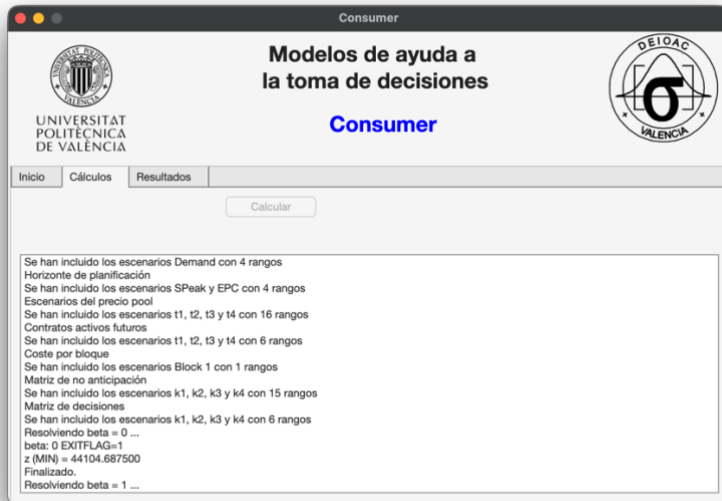 Consumer
Modelos de ayuda a
la toma de decisiones
Consumer
UNIVERSITAT
POLITÈCNICA
DE VALÈNCIA
DEIOAC
σ
VALENCIA
Inicio
Cálculos
Resultados
Calcular
Se han incluido los escenarios Demand con 4 rangos
Horizonte de planificación
Se han incluido los escenarios SPeak y EPC con 4 rangos
Escenarios del precio pool
Se han incluido los escenarios t1, t2, t3 y t4 con 16 rangos
Contratos activos futuros
Se han incluido los escenarios t1, t2, t3 y t4 con 6 rangos
Coste por bloque
Se han incluido los escenarios Block 1 con 1 rangos
Matriz de no anticipación
Se han incluido los escenarios k1, k2, k3 y k4 con 15 rangos
Matriz de decisiones
Se han incluido los escenarios k1, k2, k3 y k4 con 6 rangos
Resolviendo beta = 0 ...
beta: 0 EXITFLAG=1
z (MIN) = 44104.687500
Finalizado.
Resolviendo beta = 1 ...